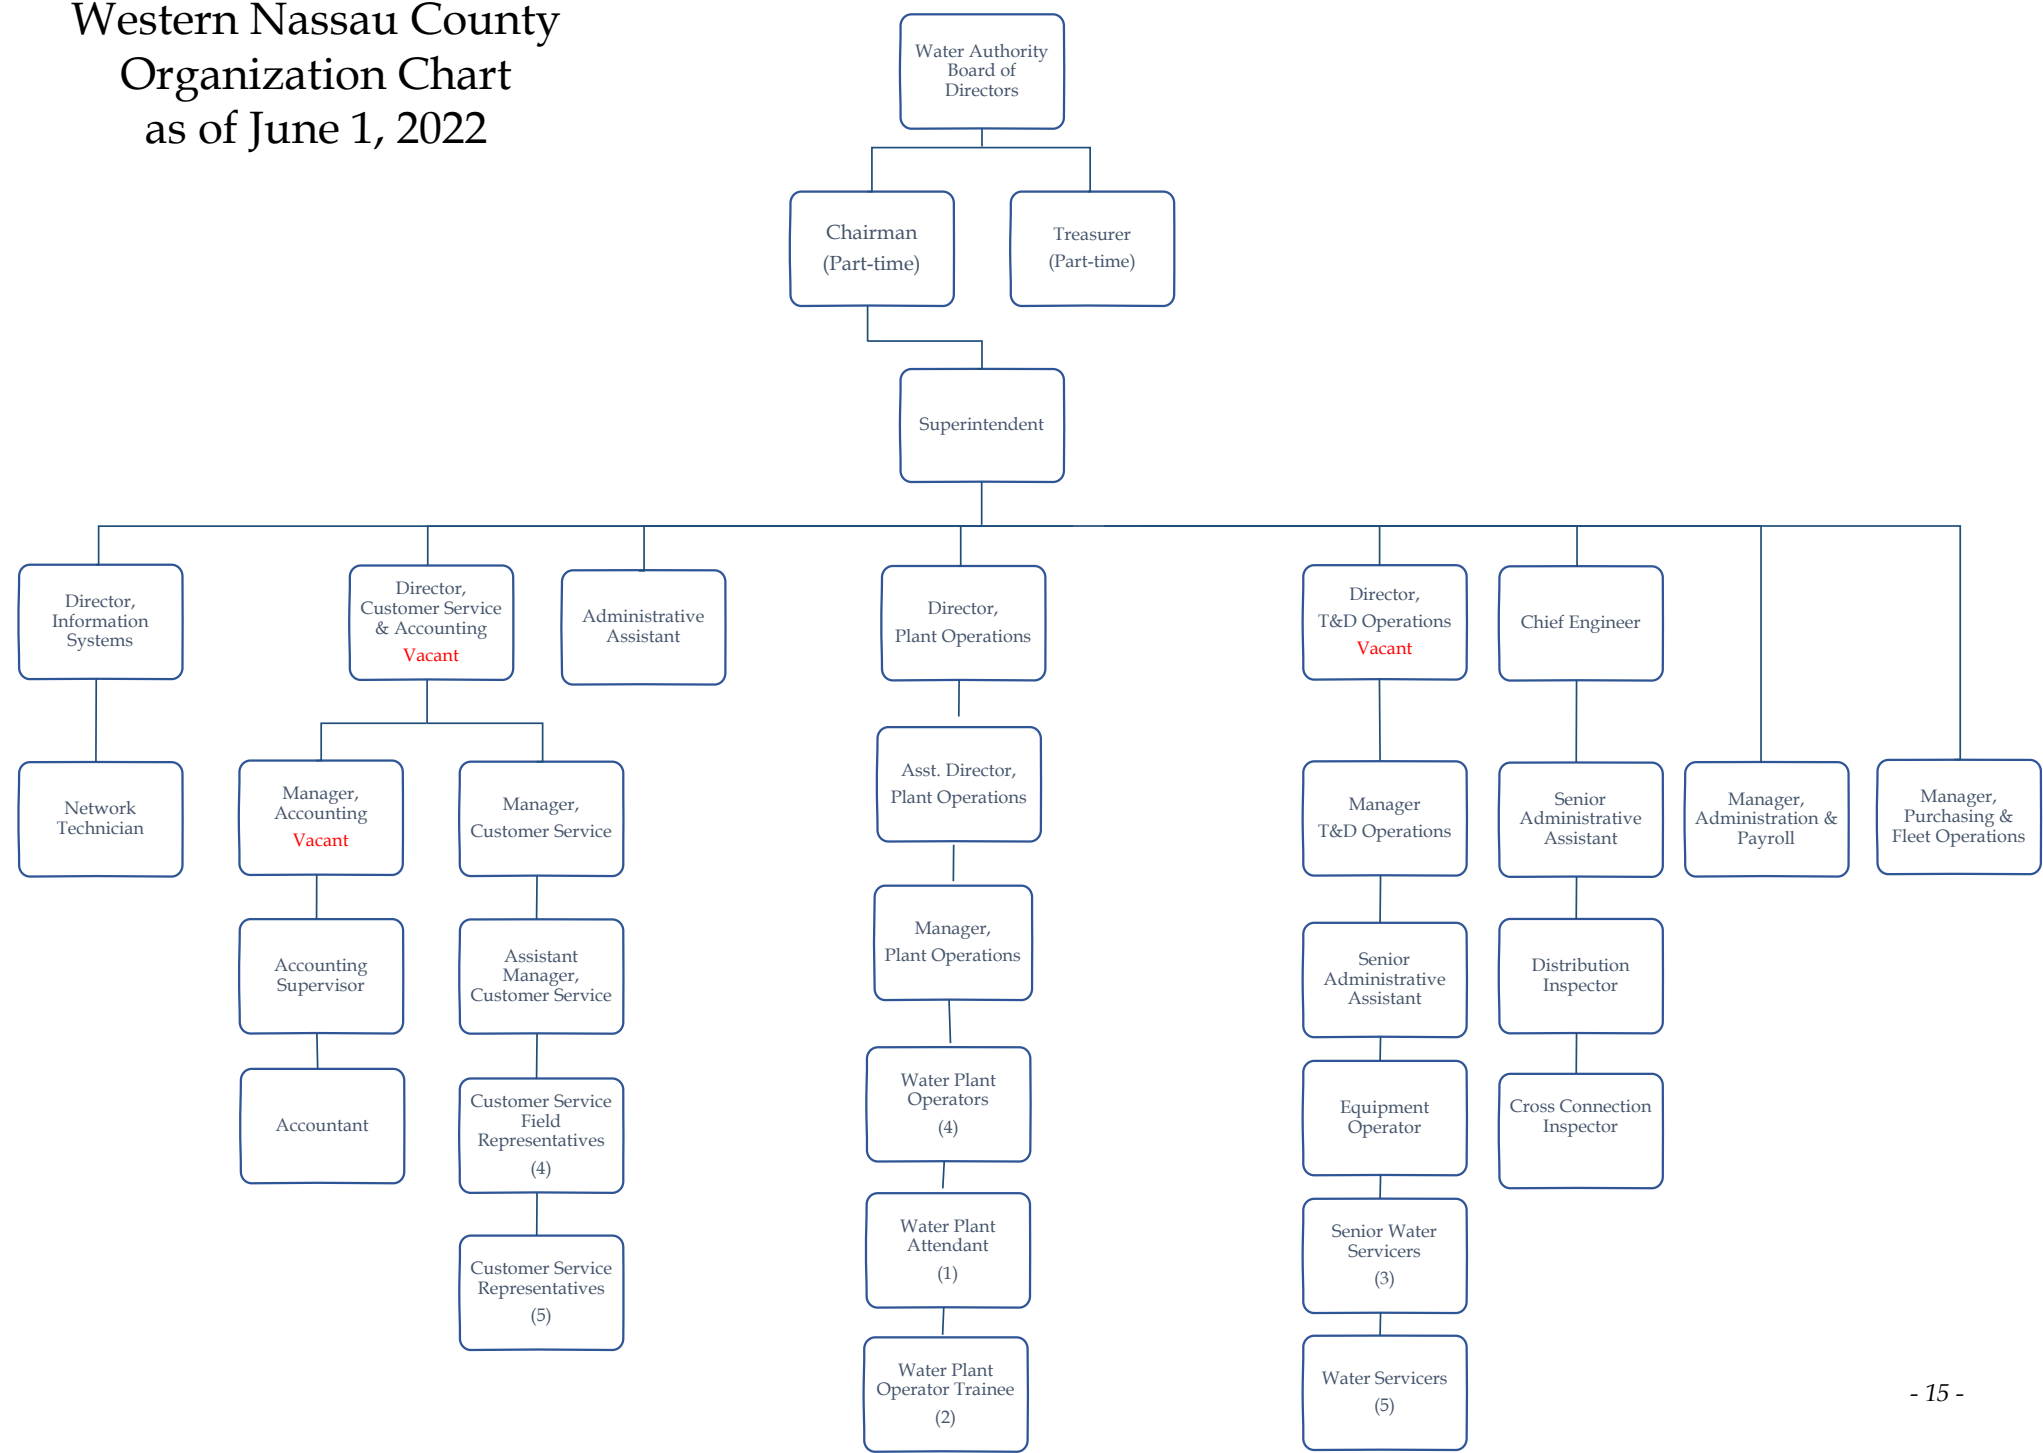 Western Nassau County
Organization Chart
as of June 1, 2022
Water Authority
Board of
Directors
Chairman
(Part-time)
Treasurer
(Part-time)
Superintendent
Director,
Information
Systems
Director,
Customer Service
& Accounting
Vacant
Administrative
Assistant
Director,
Plant Operations
Director,
T&D Operations
Vacant
Chief Engineer
Network
Technician
Manager,
Accounting
Vacant
Manager,
Customer Service
Asst. Director,
Plant Operations
Manager
T&D Operations
Senior
Administrative
Assistant
Manager,
Administration &
Payroll
Manager,
Purchasing &
Fleet Operations
Accounting
Supervisor
Assistant
Manager,
Customer Service
Manager,
Plant Operations
Senior
Administrative
Assistant
Distribution
Inspector
Accountant
Customer Service
Field
Representatives
(4)
Water Plant
Operators
(4)
Equipment
Operator
Cross Connection
Inspector
Customer Service
Representatives
(5)
Water Plant
Attendant
(1)
Senior Water
Servicers
(3)
Water Plant
Operator Trainee
(2)
Water Servicers
(5)
- 15 -